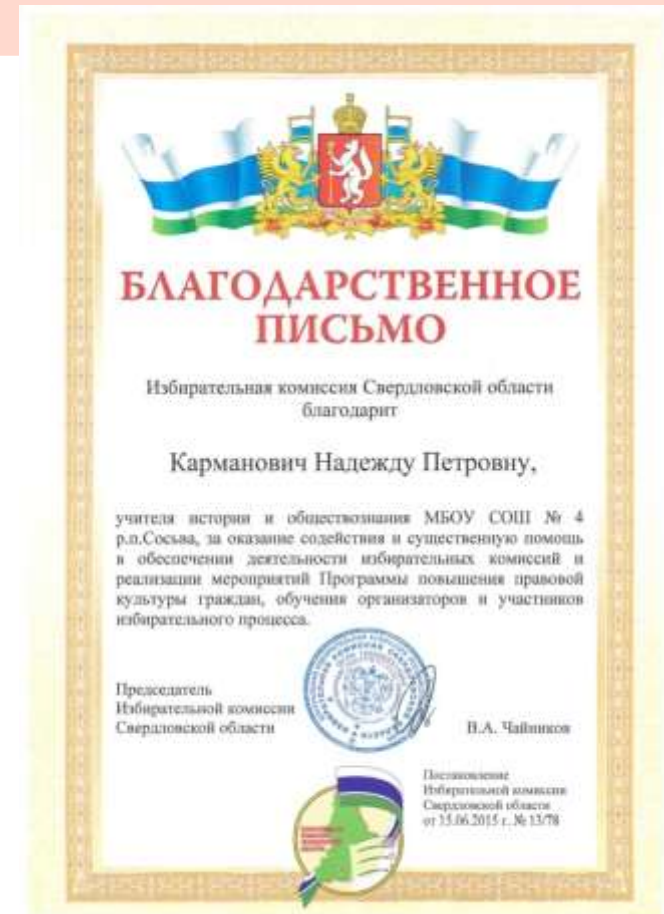 БЛАГОДАРСТВЕННОЕ
ПИСЬМО
Избирательная комиссия Свердловской области
благодарит
Карманович Надежду Петровну,
учителя истории и обществознания МБОУ СОШ № 4
р.п.Сосьва, за оказание содействия и существенную помощь
в обеспечении деятельности избирательных комиссий и
реализации мероприятий Программы повышения правовой
культуры граждан, обучения организаторов и участников
избирательного процесса.
Председатель
Избирательной комиссии
Свердловской области
В.А. Чайников
Постановление
Избирательной комиссии
Свердловской области
от 15.06.2015 г. № 13/78